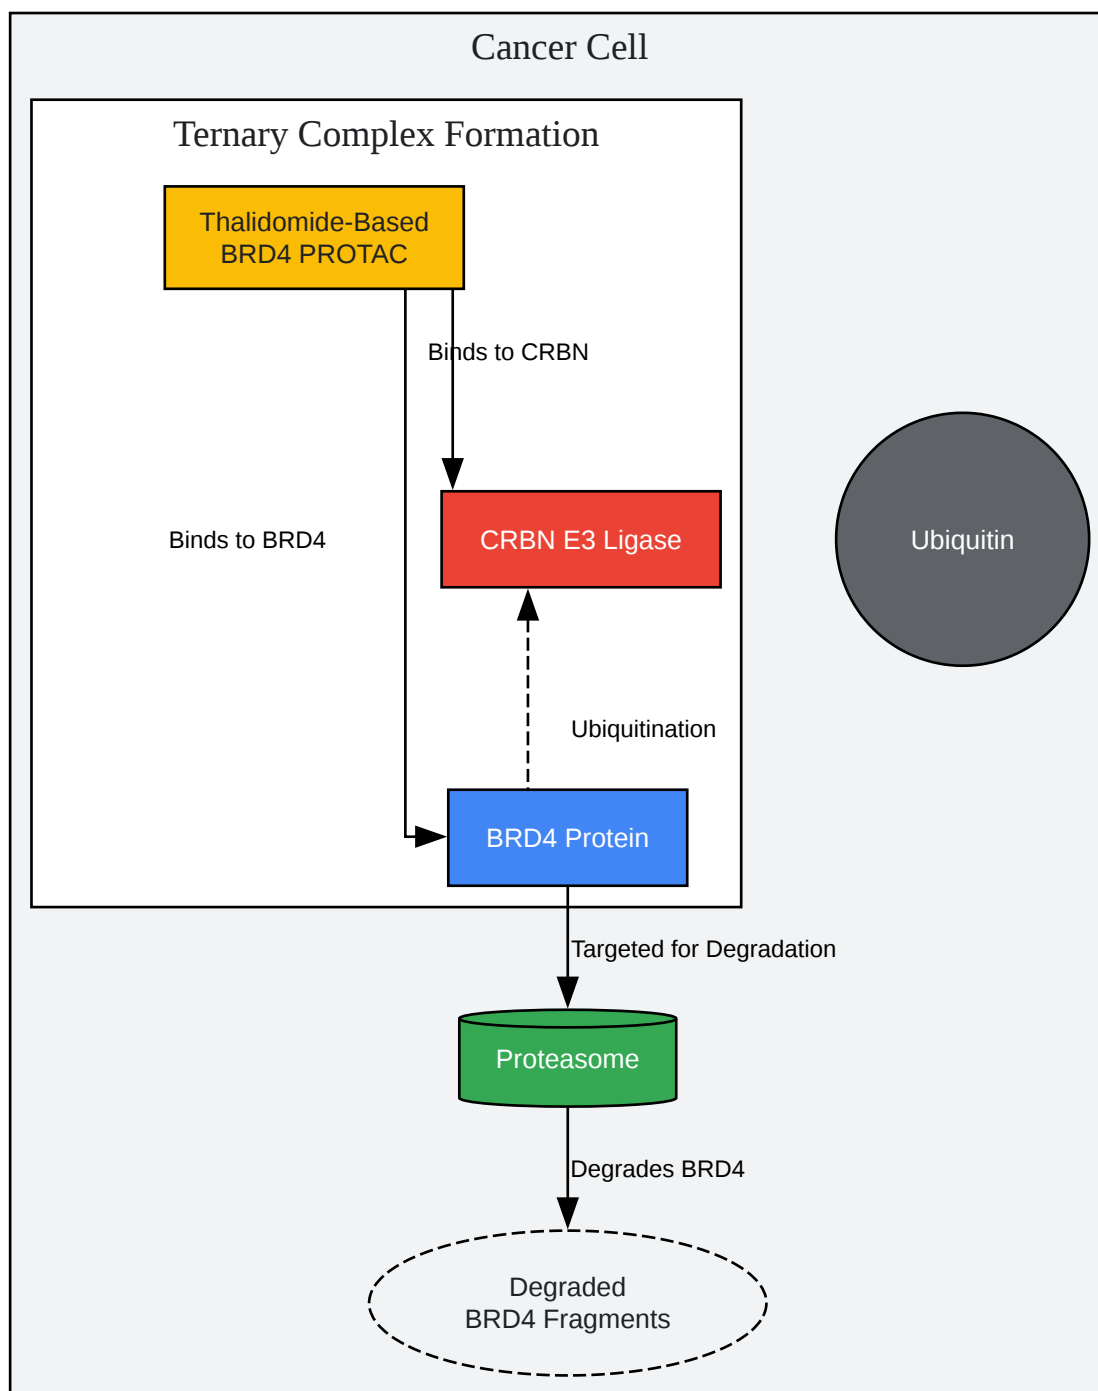 Cancer Cell
Ternary Complex Formation
Thalidomide-Based
BRD4 PROTAC
Binds to CRBN
Binds to BRD4
CRBN E3 Ligase
Ubiquitin
Ubiquitination
BRD4 Protein
Targeted for Degradation
Proteasome
Degrades BRD4
Degraded
BRD4 Fragments